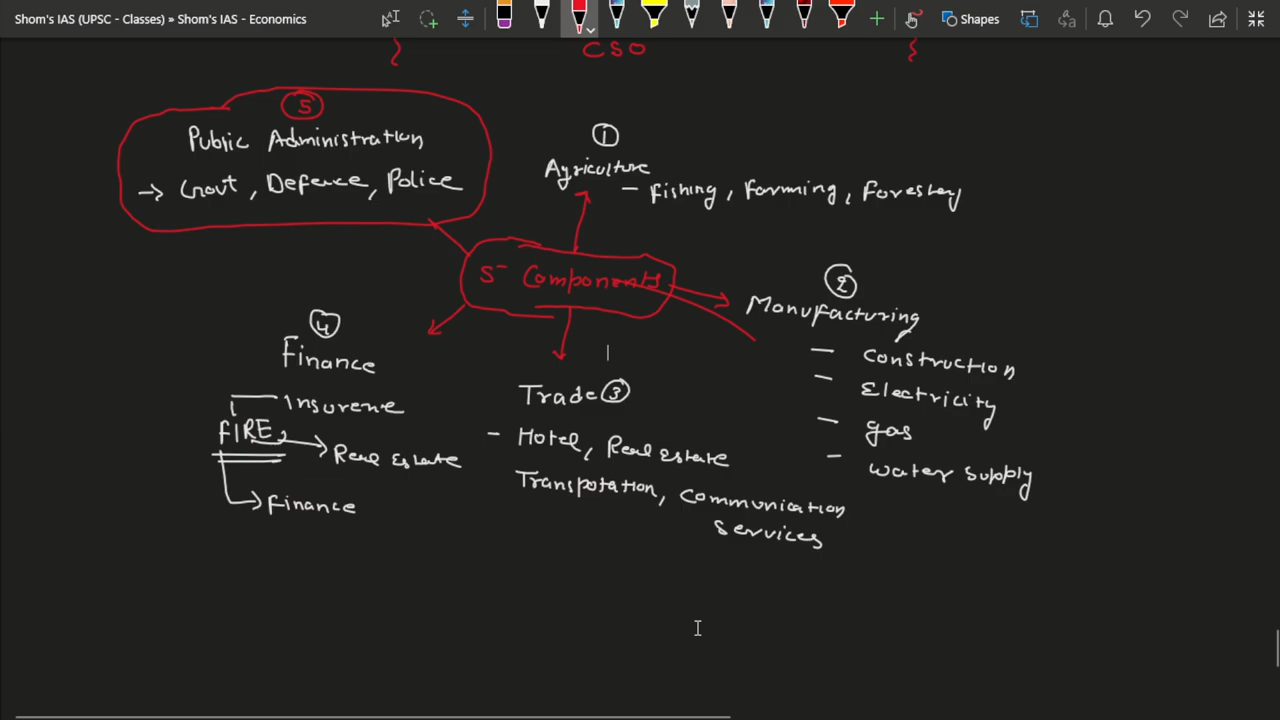 Shom's IAS (UPSC - Classes) » Shom's IAS - Economics
Shapes
CSO
5
Public Administration
→ Govt, Defence, Police
1
Agriculture
- Fishing, Farming, Forestery
5- Components
2
Manufacturing
- Construction
- Electricity
- gas
- water supply
4
Finance
Insurence
FIRE
Real Estate
Finance
Trade 3
- Hotel, Real Estate
Transpotation, Communication
Services